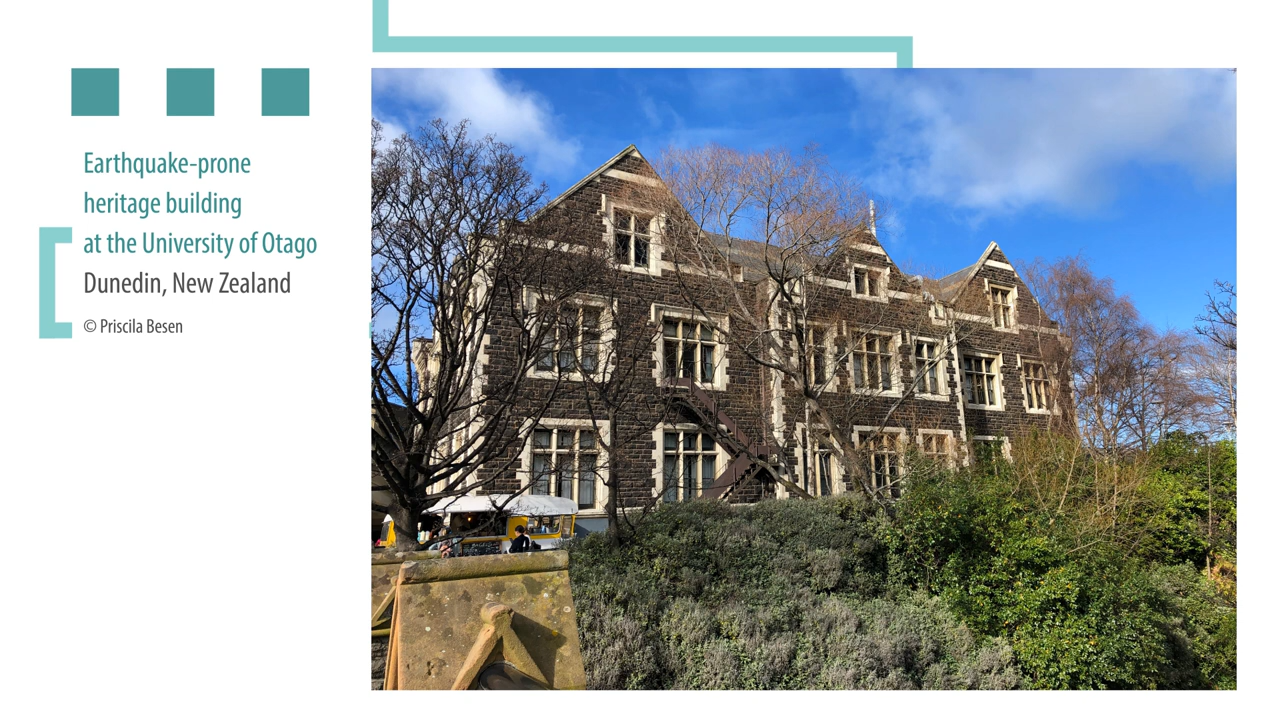 Earthquake-prone
heritage building
at the University of Otago
Dunedin, New Zealand
© Priscila Besen